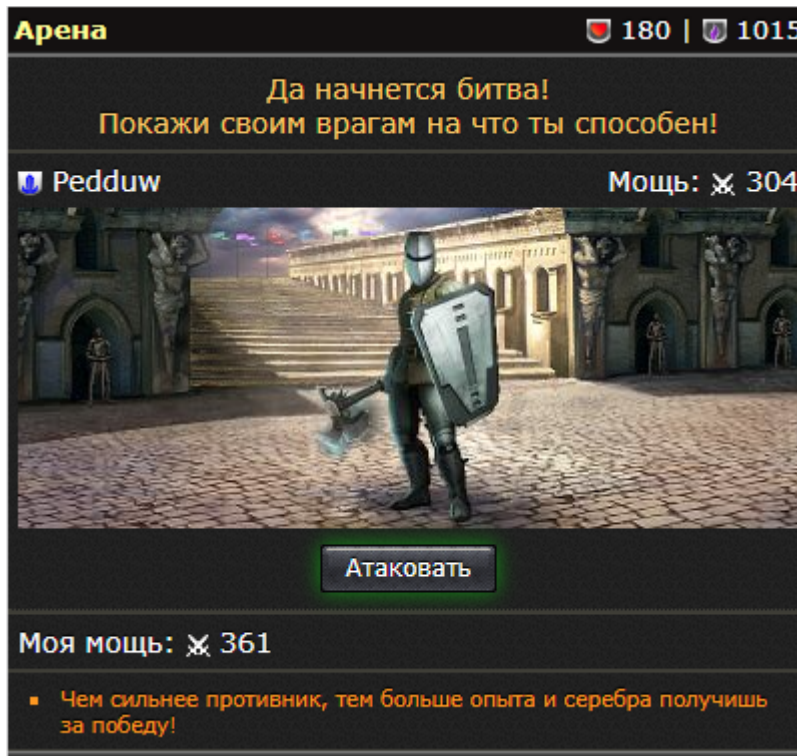 Арена 180 | 1015
Да начнется битва!
Покажи своим врагам на что ты способен!
Pedduw Мощь: 304
Атаковать
Моя мощь: 361
Чем сильнее противник, тем больше опыта и серебра получишь
за победу!